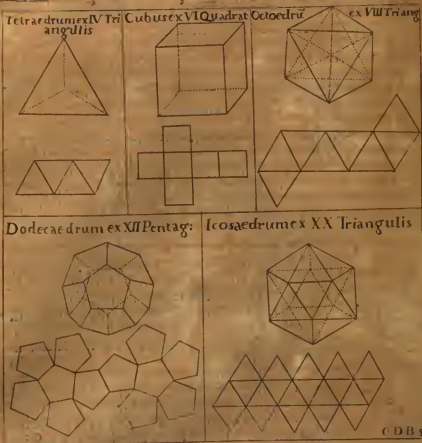 Tetraedrum ex IV Tri
angulis
Cubus ex VI Quadrat
Octoedrũ ex VIII Triang
Dodecaedrum ex XII Pentag:
Icosaedrum ex XX Triangulis